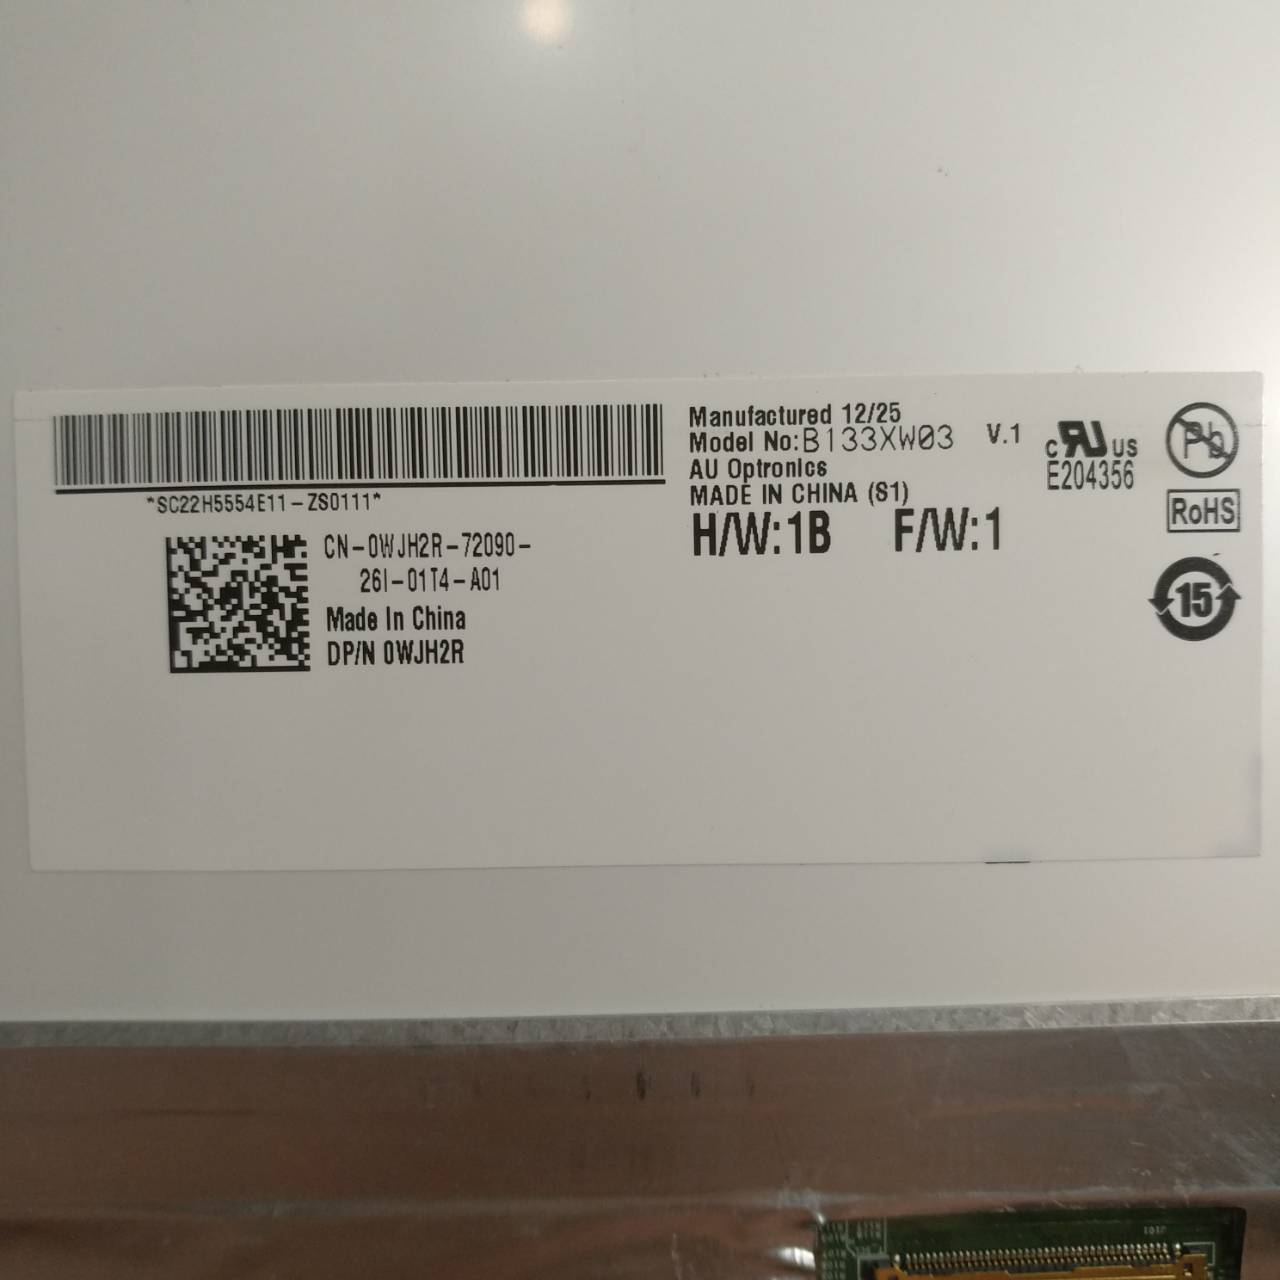 *SC22H5554E11-ZS0111*
CN-0WJH2R-72090-
26I-01T4-A01
Made In China
DP/N 0WJH2R
Manufactured 12/25
Model No:B133XW03 V.1
AU Optronics
MADE IN CHINA (S1)
H/W:1B F/W:1
c RU US
E204356
Pb
RoHS
15